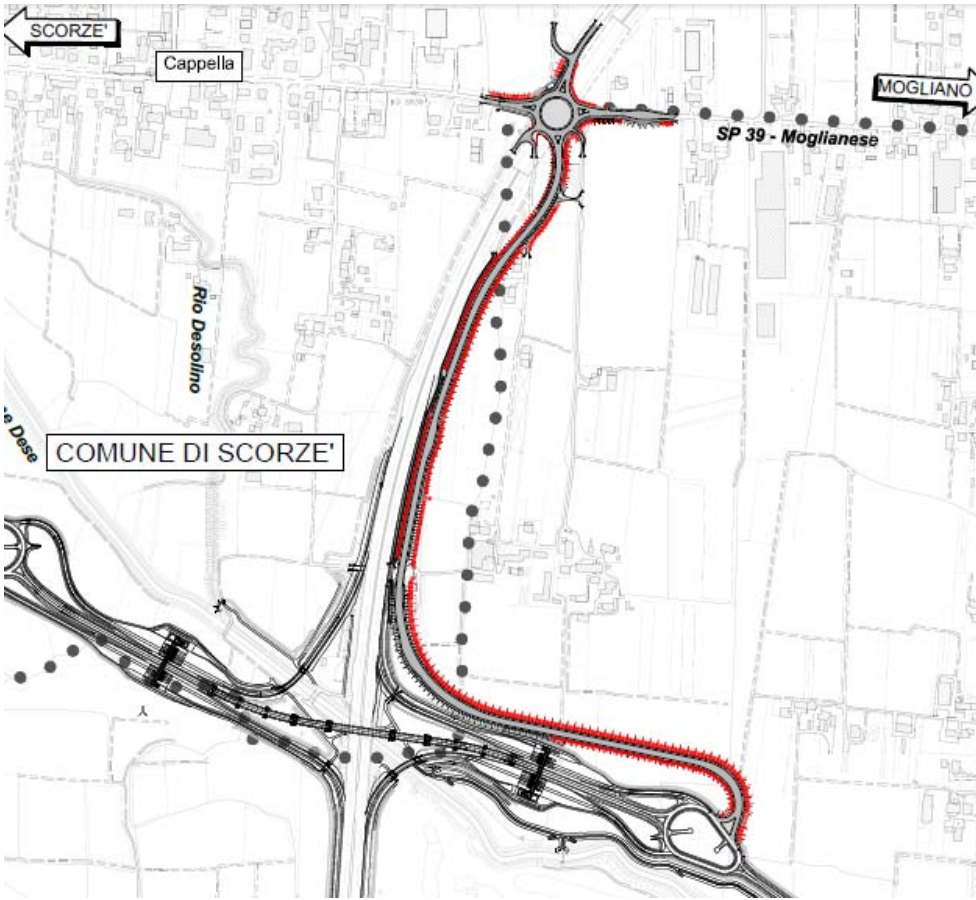 SCORZE'
Cappella
MOGLIANO
SP 39 - Moglianese
Rio Desolino
COMUNE DI SCORZE'
Dese